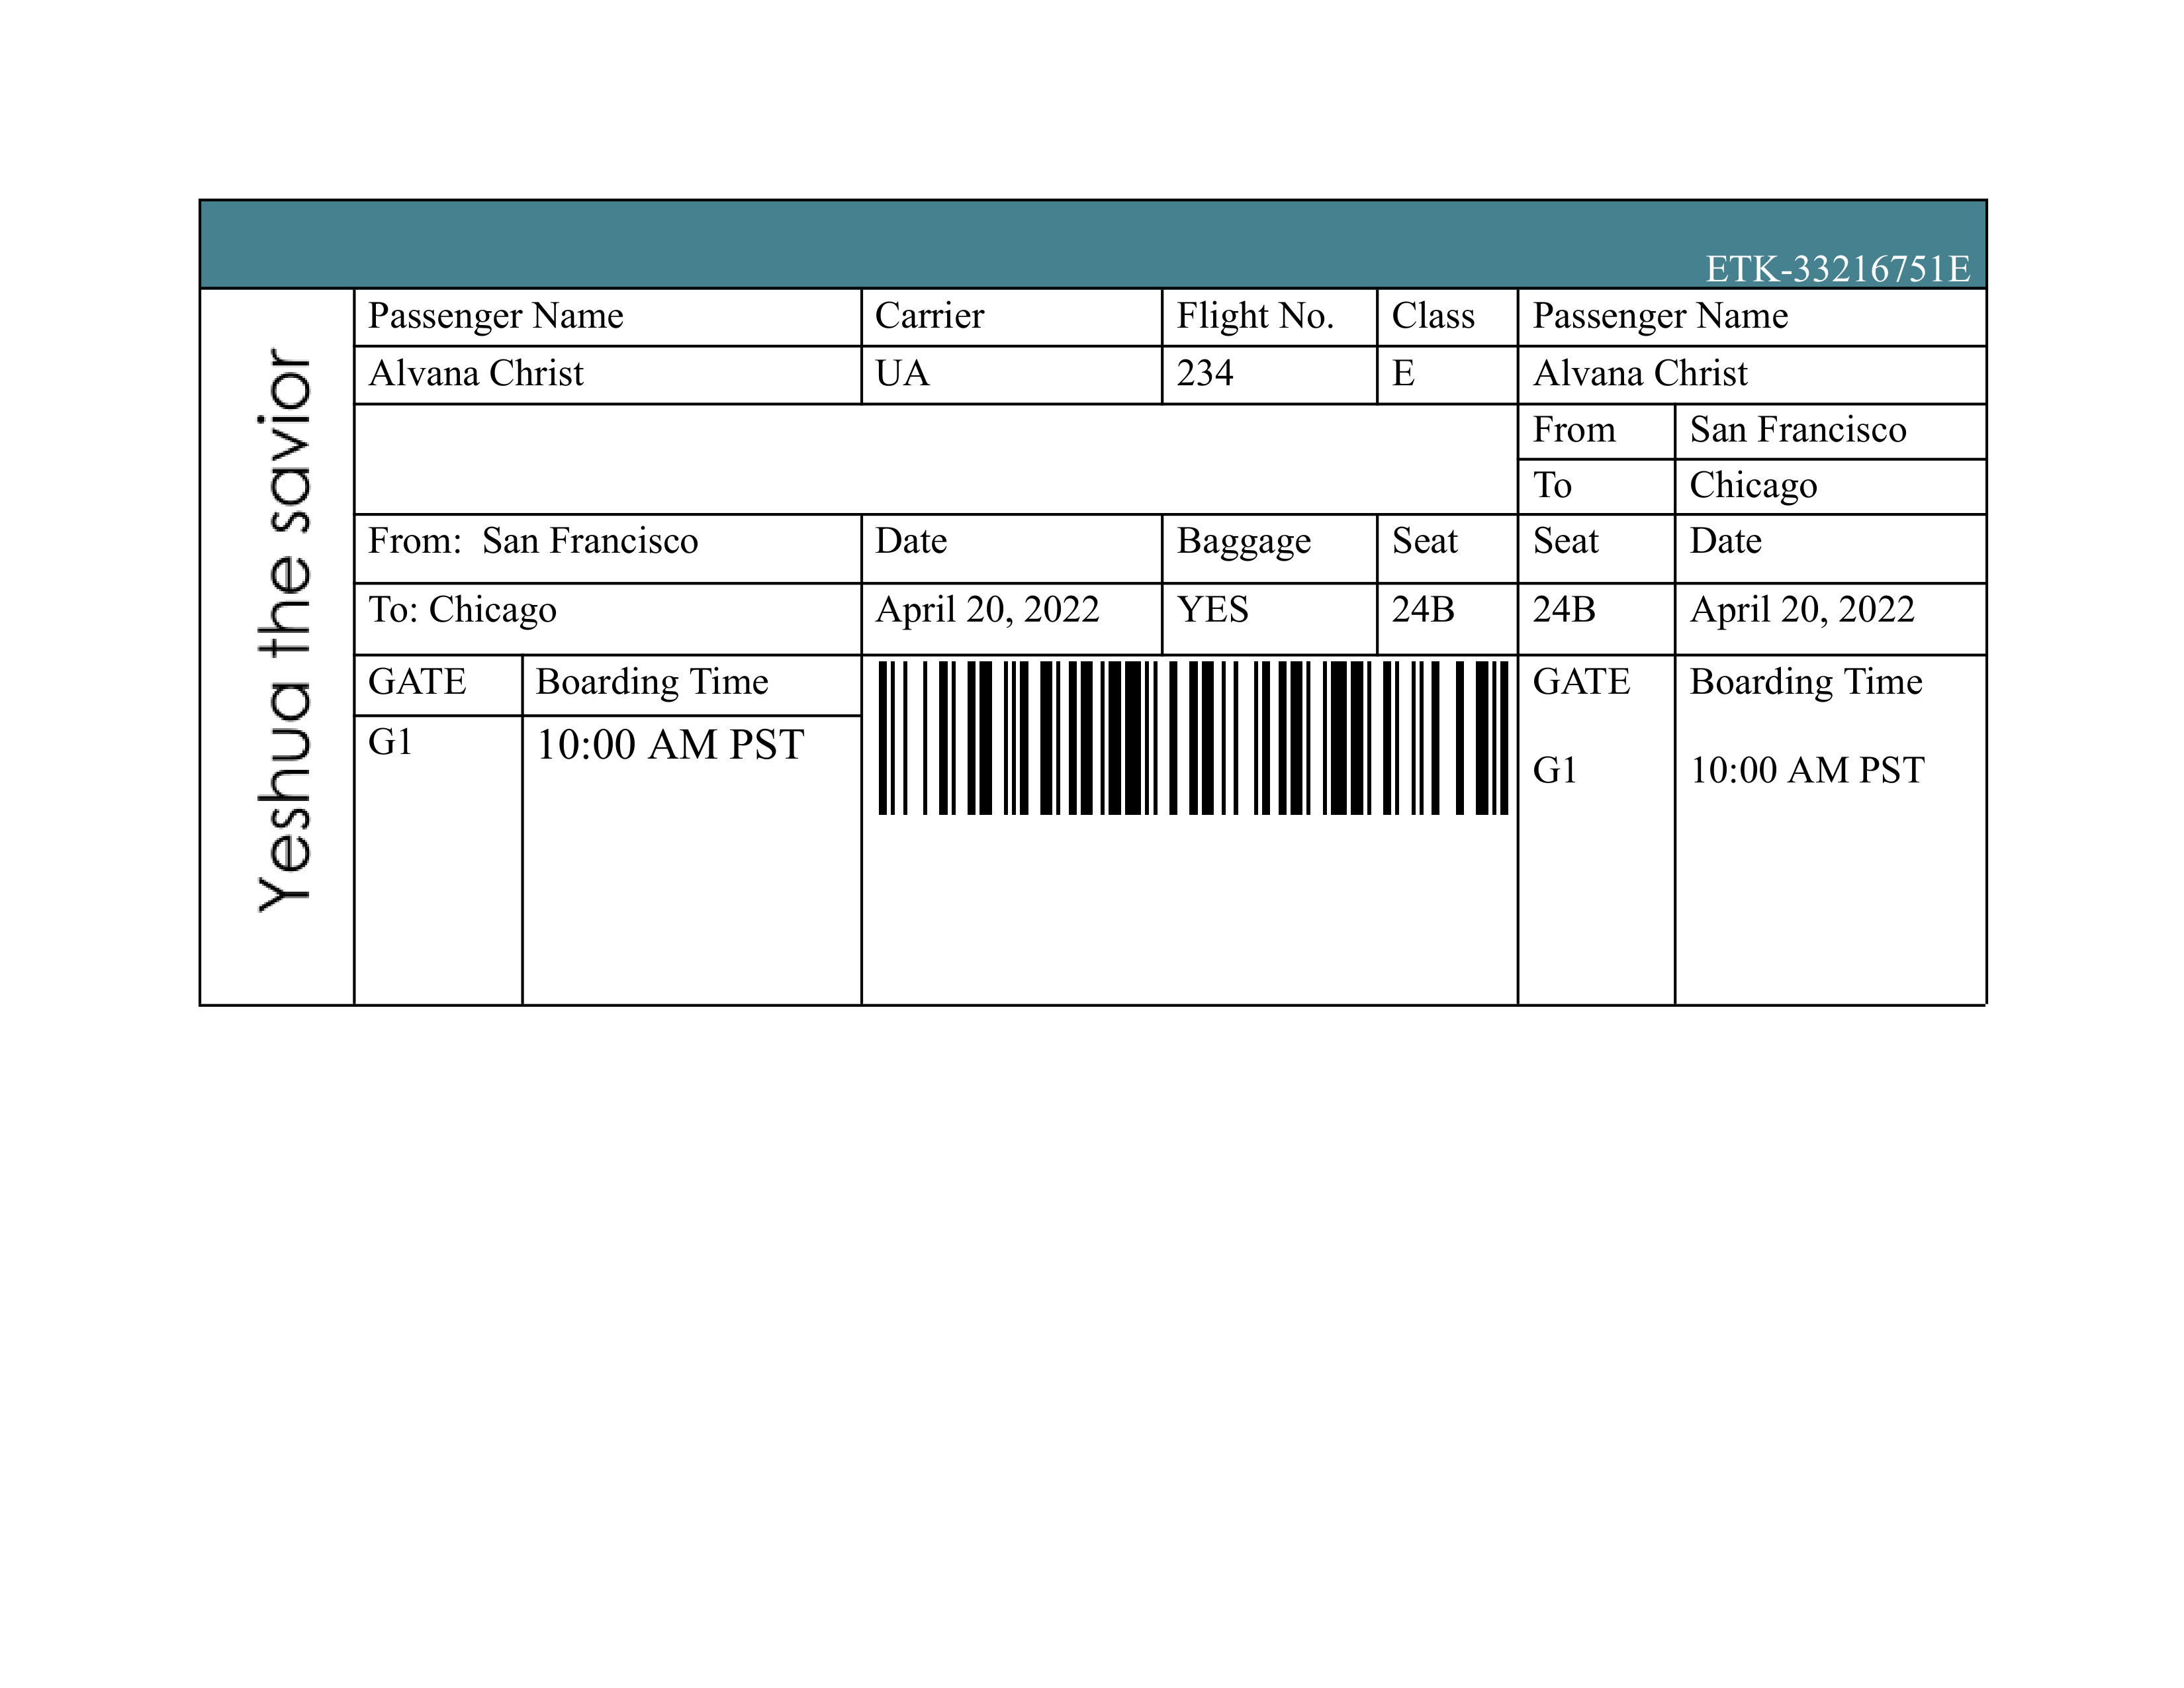 ETK-33216751E
Yeshua the savior
Passenger Name Carrier Flight No. Class Passenger Name
Alvana Christ UA 234 E Alvana Christ
From San Francisco
To Chicago
From:  San Francisco Date Baggage Seat Seat Date
To: Chicago April 20, 2022 YES 24B 24B April 20, 2022
GATE Boarding Time GATE Boarding Time
G1 10:00 AM PST G1 10:00 AM PST